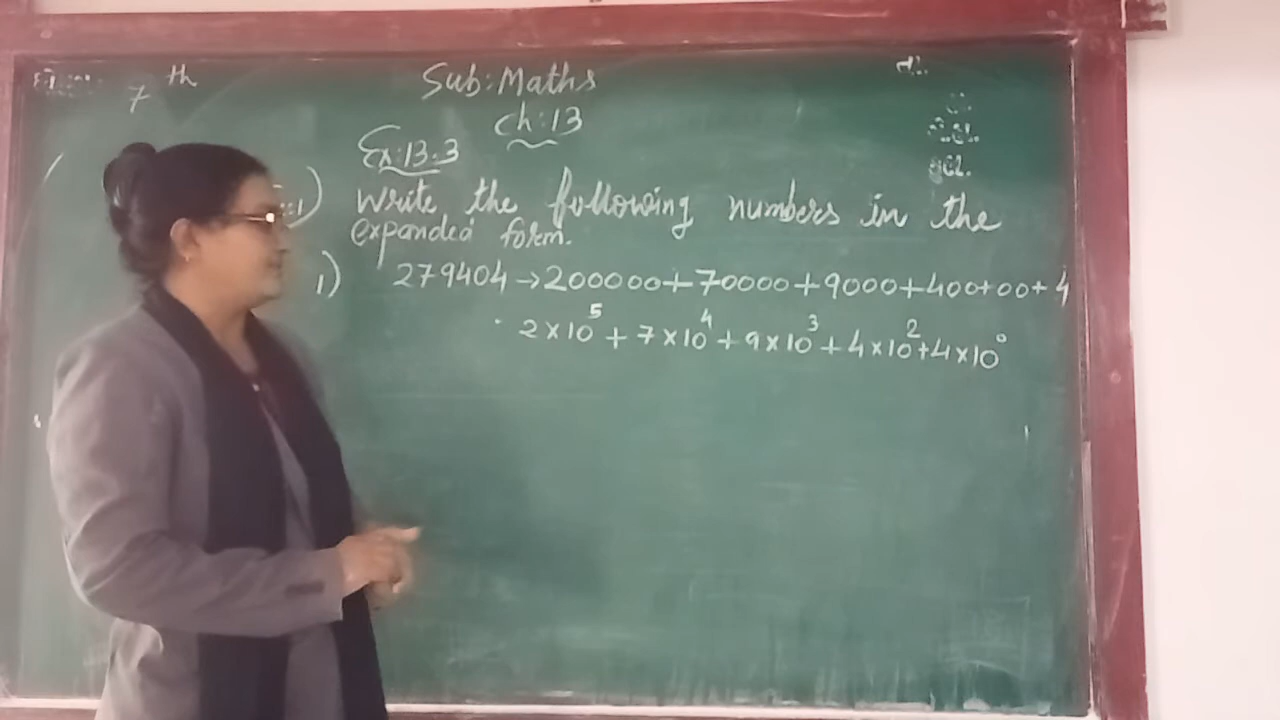 7th
Sub: Maths
Ch:13
Ex:13.3
Write the following numbers in the
expanded form.
1) 279404→200000+70000+9000+400+00+4
2×10⁵+7×10⁴+9×10³+4×10²+4×10⁰